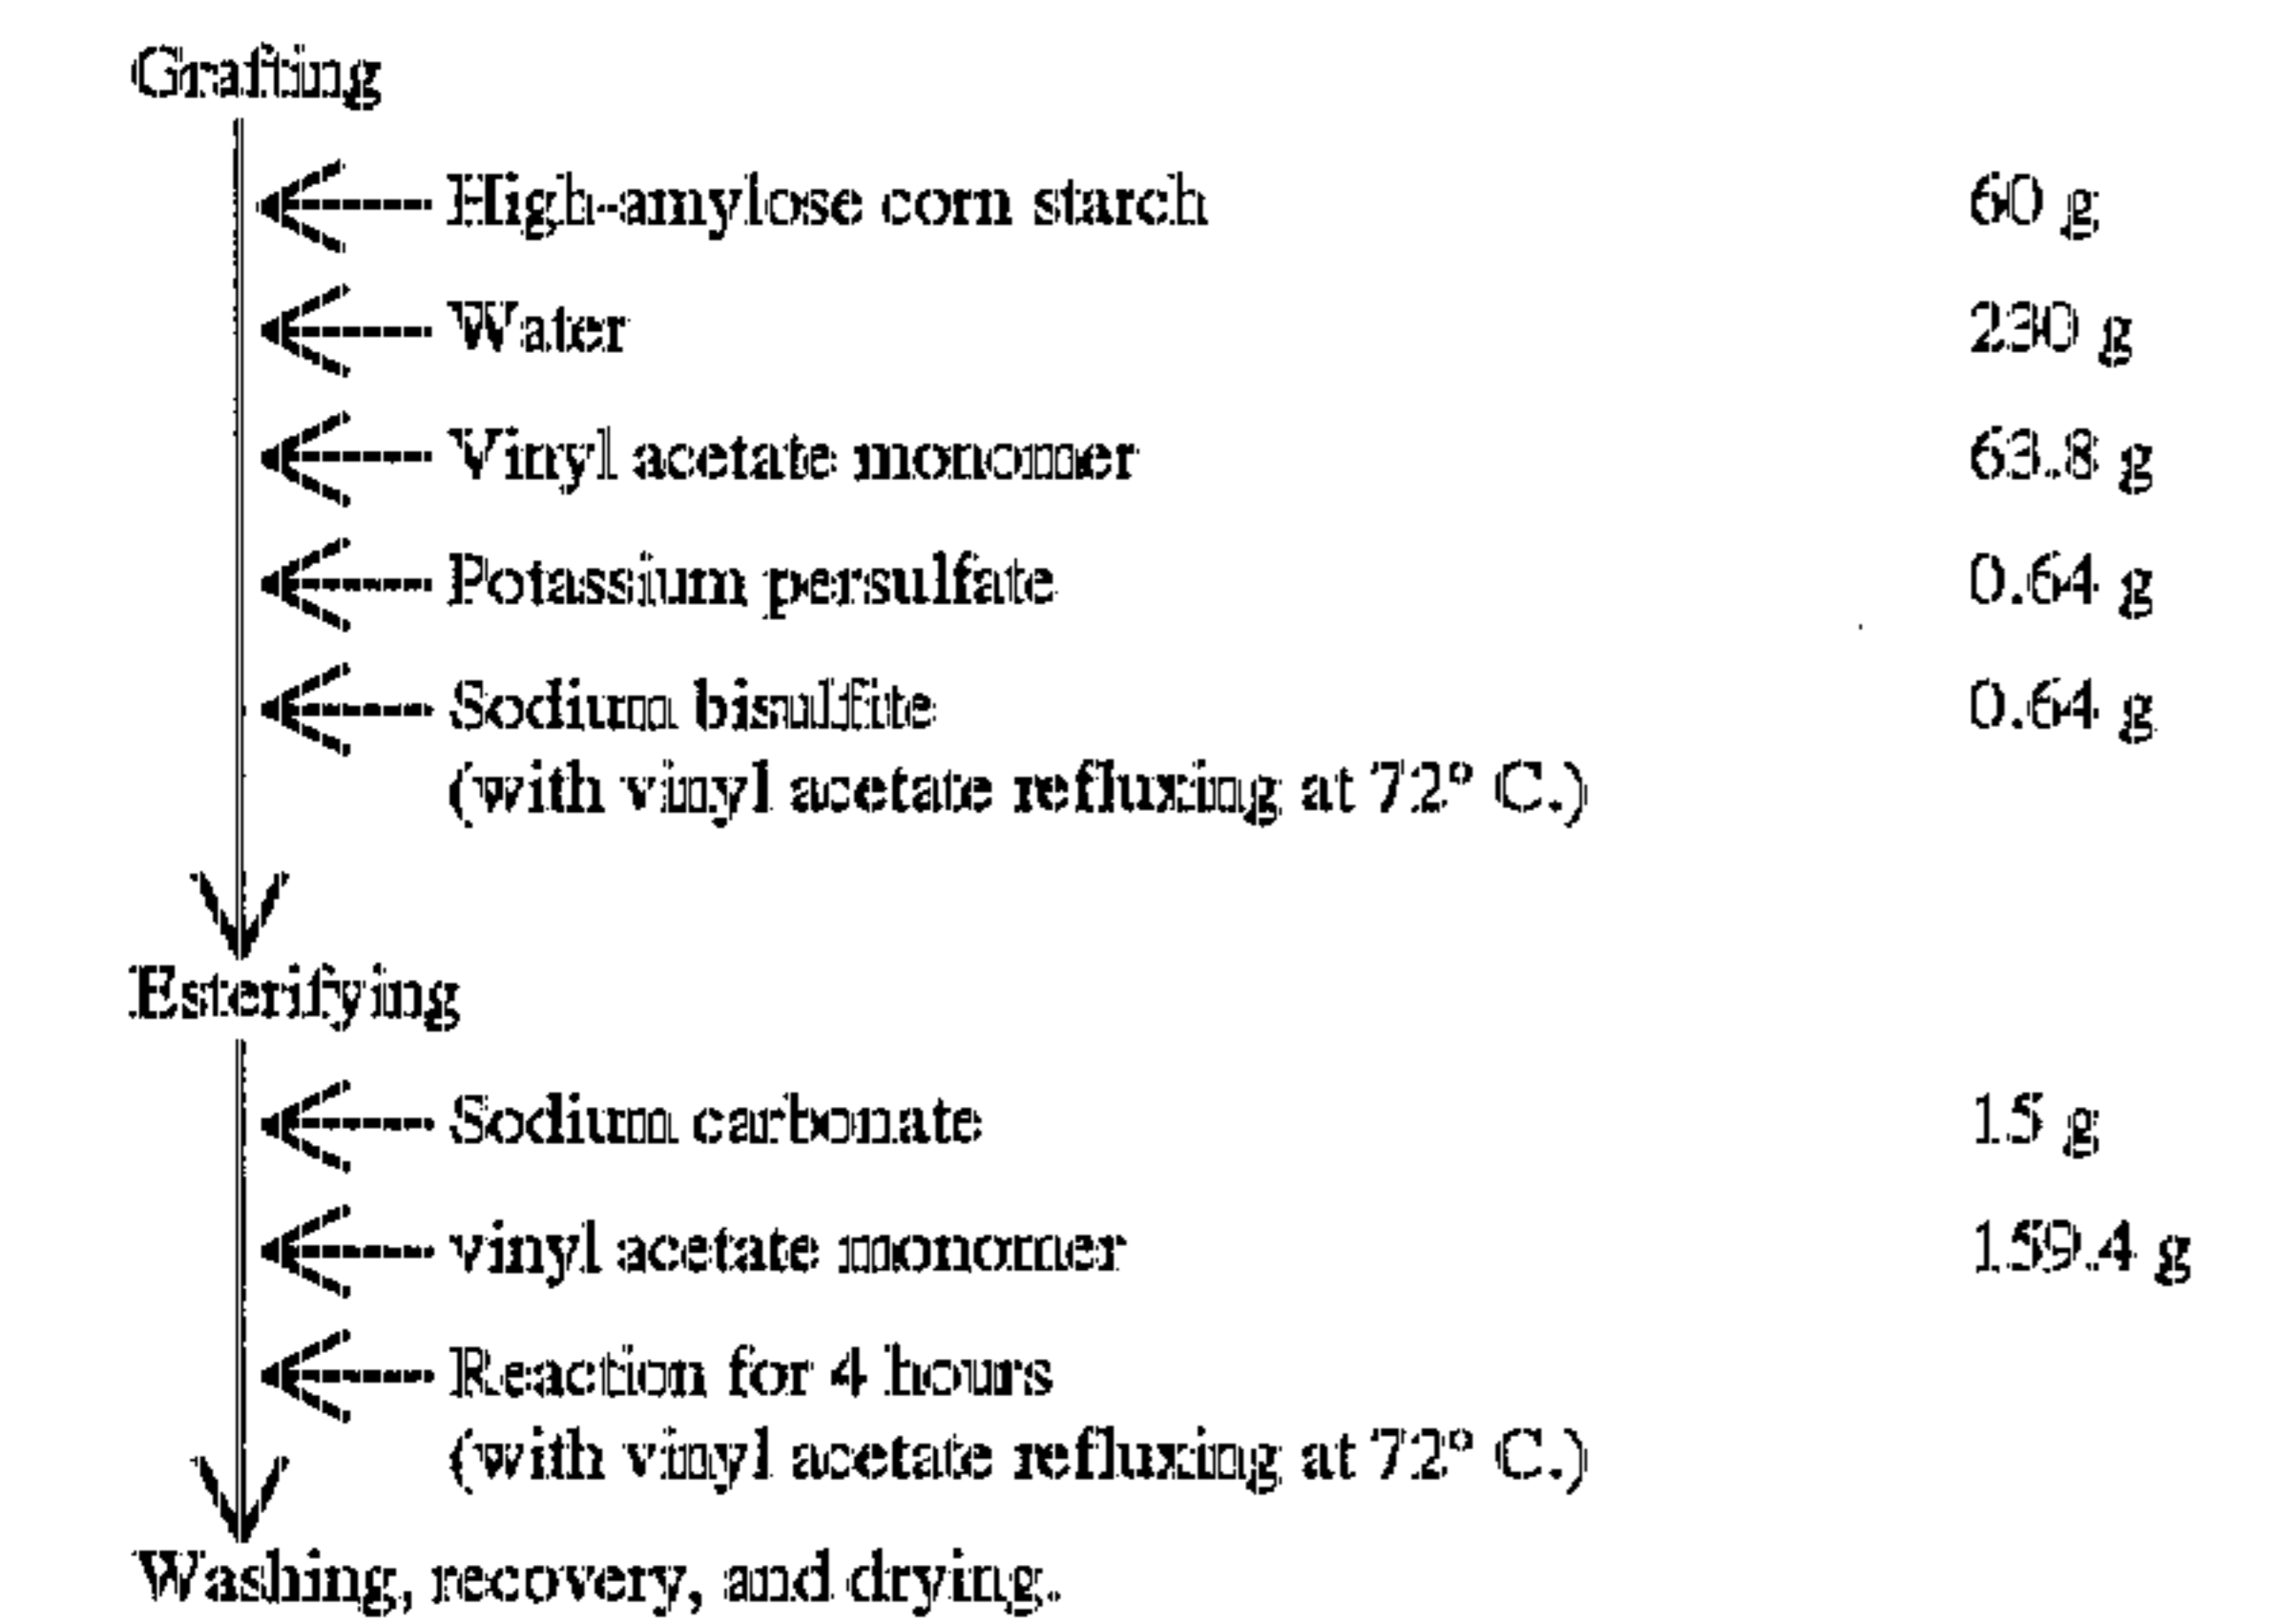 Grafting
High-amylose corn starch 60 g
Water 230 g
Vinyl acetate monomer 63.8 g
Potassium persulfate 0.64 g
Sodium bisulfite 0.64 g
(with vinyl acetate refluxing at 72° C.)
Esterifying
Sodium carbonate 15 g
vinyl acetate monomer 159.4 g
Reaction for 4 hours
(with vinyl acetate refluxing at 72° C.)
Washing, recovery, and drying.